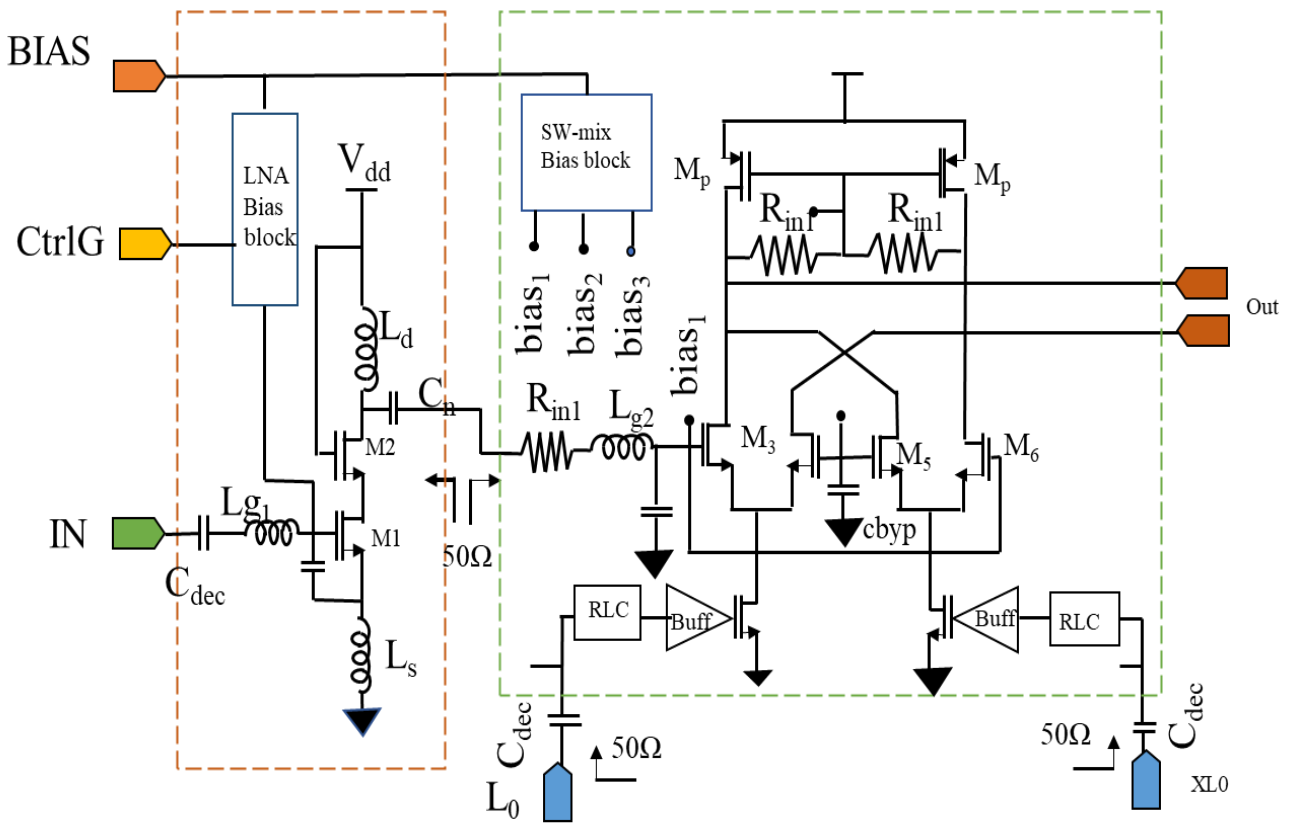 BIAS
SW-mix
Bias block
LNA
Bias
block
Vdd
Mp
Mp
Rin1
Rin1
CtrlG
bias1
bias2
bias3
Out
Ld
bias1
Cn
Rin1
Lg2
M2
M3
M5
M6
Lg1
IN
M1
Cdec
50Ω
cbyp
RLC
Buff
Buff
RLC
Ls
Cdec
50Ω
50Ω
Cdec
L0
XL0